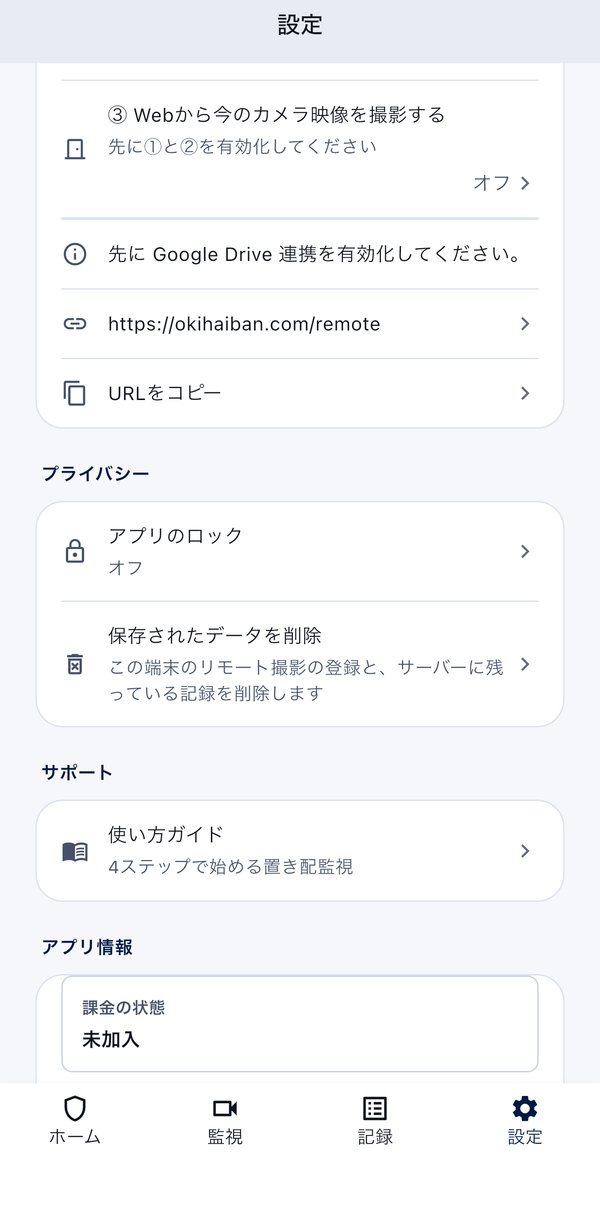 設定
③ Webから今のカメラ映像を撮影する
先に①と②を有効化してください
オフ
先に Google Drive 連携を有効化してください。
https://okihaiban.com/remote
URLをコピー
プライバシー
アプリのロック
オフ
保存されたデータを削除
この端末のリモート撮影の登録と、サーバーに残
っている記録を削除します
サポート
使い方ガイド
4ステップで始める置き配監視
アプリ情報
課金の状態
未加入
ホーム
監視
記録
設定